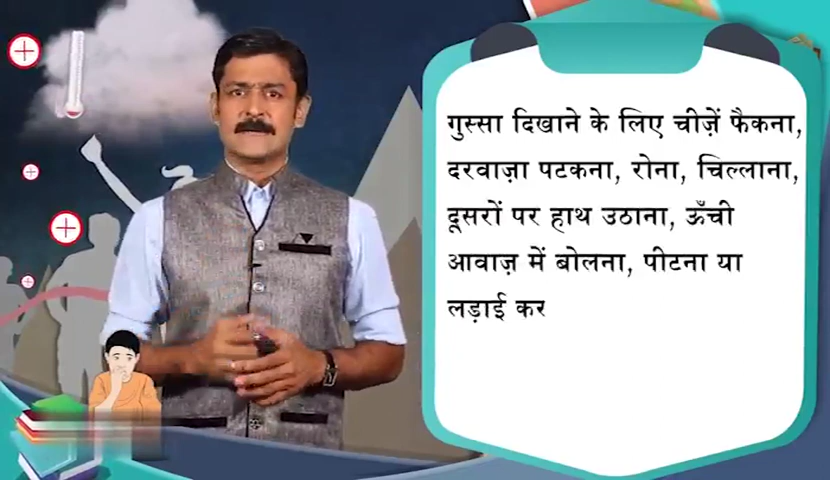 गुस्सा दिखाने के लिए चीज़ें फैकना,
दरवाज़ा पटकना, रोना, चिल्लाना,
दूसरों पर हाथ उठाना, ऊँची
आवाज़ में बोलना, पीटना या
लड़ाई कर